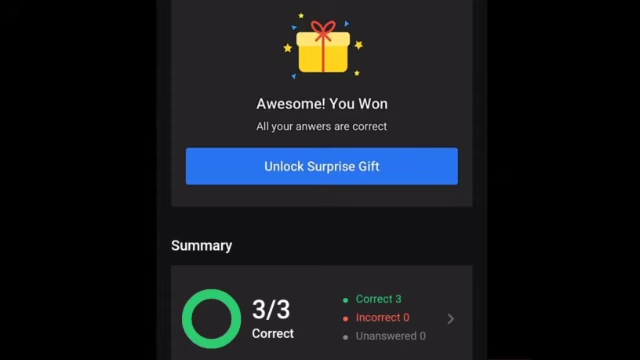 Awesome! You Won
All your anwers are correct
Unlock Surprise Gift
Summary
3/3
Correct
Correct 3
Incorrect 0
Unanswered 0